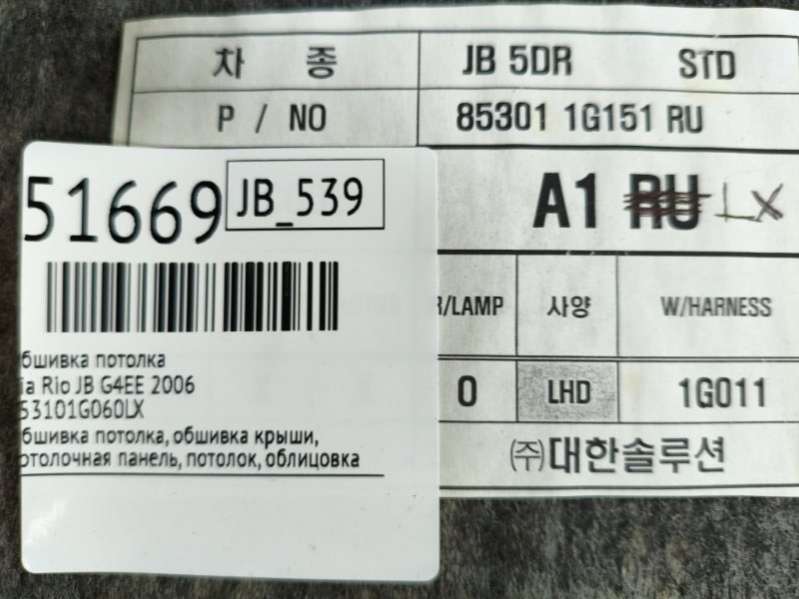 차 종 JB 5DR STD
P / NO 85301 1G151 RU
A1 RU LX
R/LAMP 사양 W/HARNESS
0 LHD 1G011
㈜대한솔루션
51669 JB_539
бшивка потолка
ia Rio JB G4EE 2006
53101G060LX
бшивка потолка, обшивка крыши,
отолочная панель, потолок, облицовка